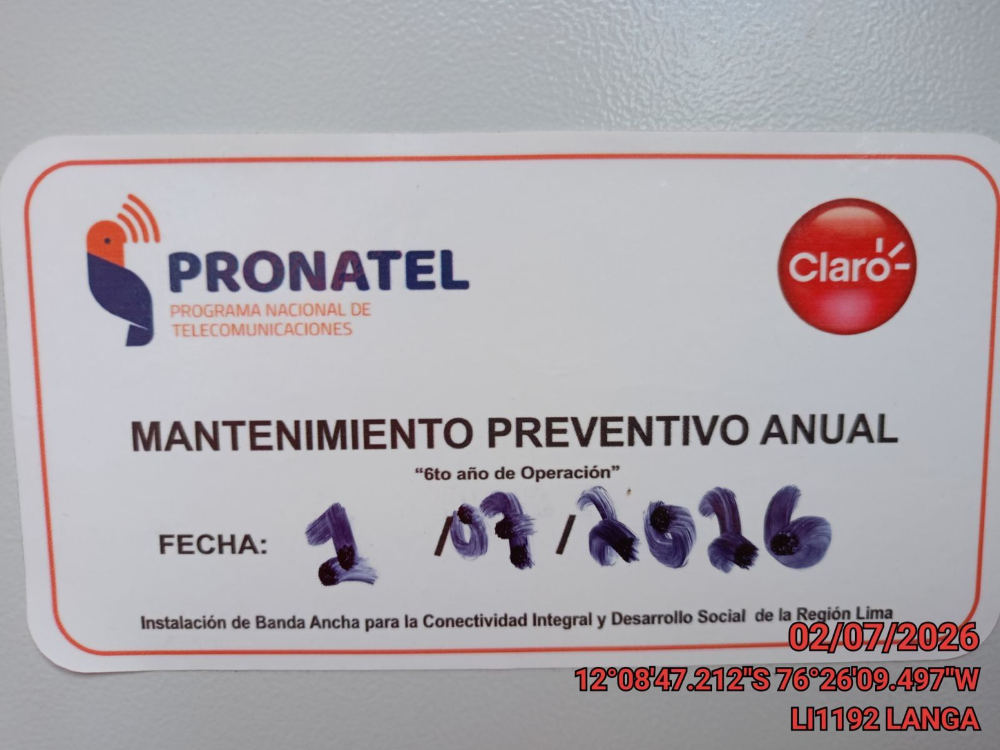 PRONATEL
PROGRAMA NACIONAL DE
TELECOMUNICACIONES
Claro
MANTENIMIENTO PREVENTIVO ANUAL
“6to año de Operación”
FECHA: 2 /07/2026
Instalación de Banda Ancha para la Conectividad Integral y Desarrollo Social de la Región Lima
02/07/2026
12°08'47.212"S 76°26'09.497"W
LI1192 LANGA